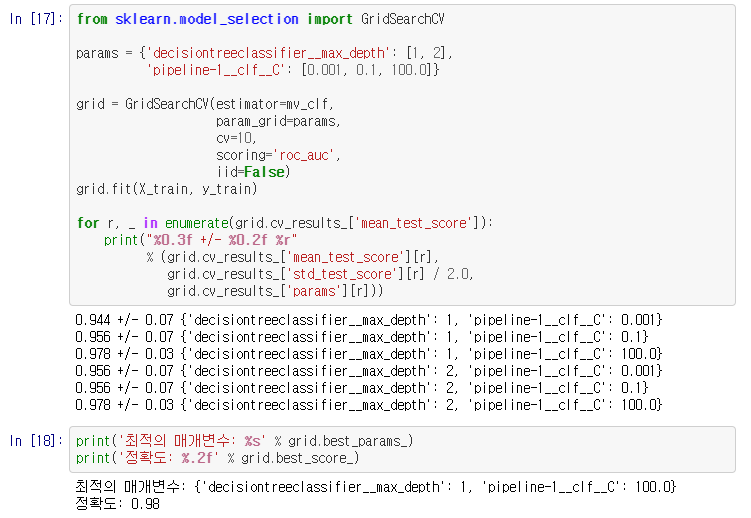 In [17]: from sklearn.model_selection import GridSearchCV
params = {'decisiontreeclassifier__max_depth': [1, 2],
'pipeline-1__clf__C': [0.001, 0.1, 100.0]}
grid = GridSearchCV(estimator=mv_clf,
param_grid=params,
cv=10,
scoring='roc_auc',
iid=False)
grid.fit(X_train, y_train)
for r, _ in enumerate(grid.cv_results_['mean_test_score']):
print("%0.3f +/- %0.2f %r"
% (grid.cv_results_['mean_test_score'][r],
grid.cv_results_['std_test_score'][r] / 2.0,
grid.cv_results_['params'][r]))
0.944 +/- 0.07 {'decisiontreeclassifier__max_depth': 1, 'pipeline-1__clf__C': 0.001}
0.956 +/- 0.07 {'decisiontreeclassifier__max_depth': 1, 'pipeline-1__clf__C': 0.1}
0.978 +/- 0.03 {'decisiontreeclassifier__max_depth': 1, 'pipeline-1__clf__C': 100.0}
0.956 +/- 0.07 {'decisiontreeclassifier__max_depth': 2, 'pipeline-1__clf__C': 0.001}
0.956 +/- 0.07 {'decisiontreeclassifier__max_depth': 2, 'pipeline-1__clf__C': 0.1}
0.978 +/- 0.03 {'decisiontreeclassifier__max_depth': 2, 'pipeline-1__clf__C': 100.0}
In [18]: print('최적의 매개변수: %s' % grid.best_params_)
print('정확도: %.2f' % grid.best_score_)
최적의 매개변수: {'decisiontreeclassifier__max_depth': 1, 'pipeline-1__clf__C': 100.0}
정확도: 0.98